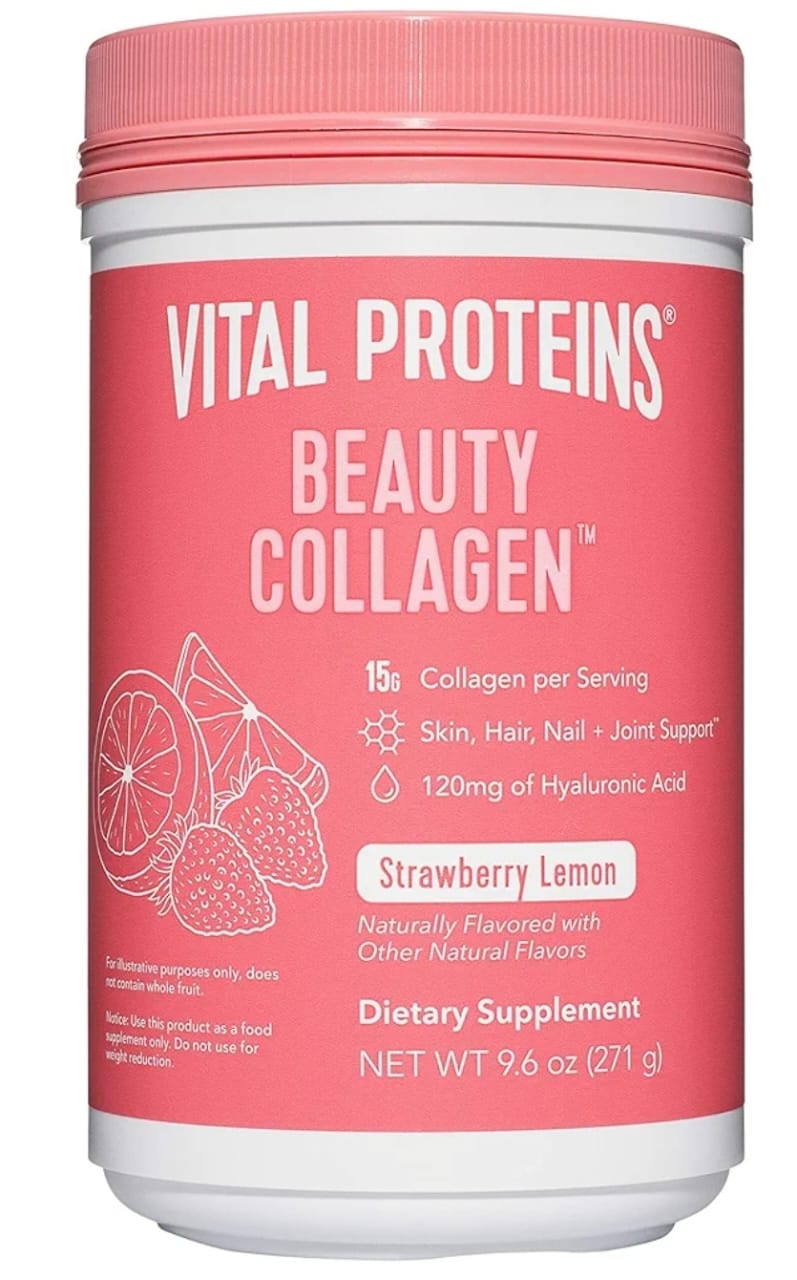 VITAL PROTEINS®
BEAUTY
COLLAGEN™
15G Collagen per Serving
Skin, Hair, Nail + Joint Support~
120mg of Hyaluronic Acid
Strawberry Lemon
Naturally Flavored with
Other Natural Flavors
For illustrative purposes only, does
not contain whole fruit.
Notice: Use this product as a food
supplement only. Do not use for
weight reduction.
Dietary Supplement
NET WT 9.6 oz (271 g)